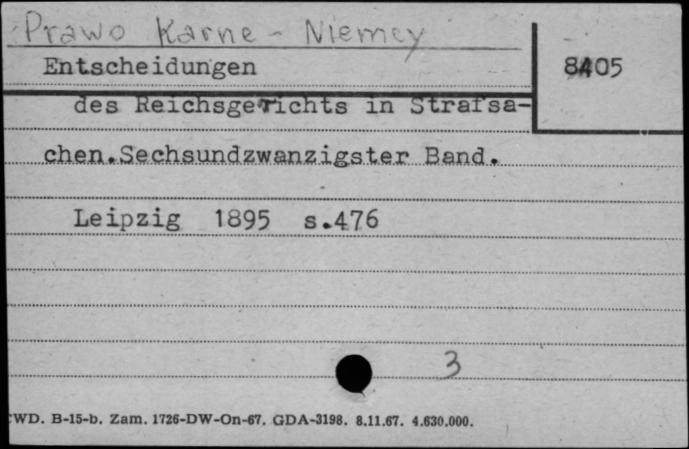 Prawo Karne - Niemcy
Entscheidungen
8405
des Reichsgerichts in Strafsa-
chen.Sechsundzwanzigster Band.
Leipzig 1895 s.476
3
WD. B-15-b. Zam. 1726-DW-On-67. GDA-3198. 8.11.67. 4.630.000.